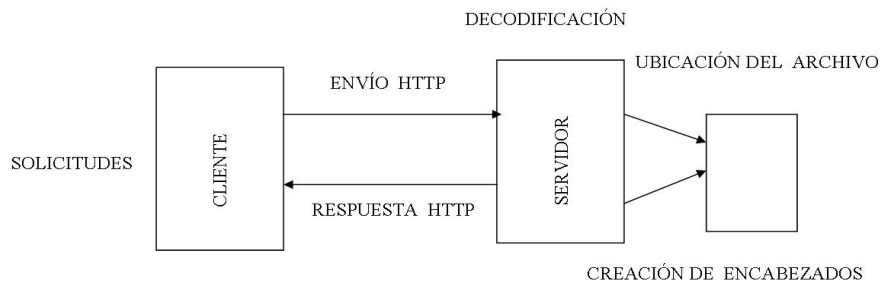 DECODIFICACIÓN
UBICACIÓN DEL ARCHIVO
ENVÍO HTTP
SOLICITUDES
CLIENTE
SERVIDOR
RESPUESTA HTTP
CREACIÓN DE ENCABEZADOS